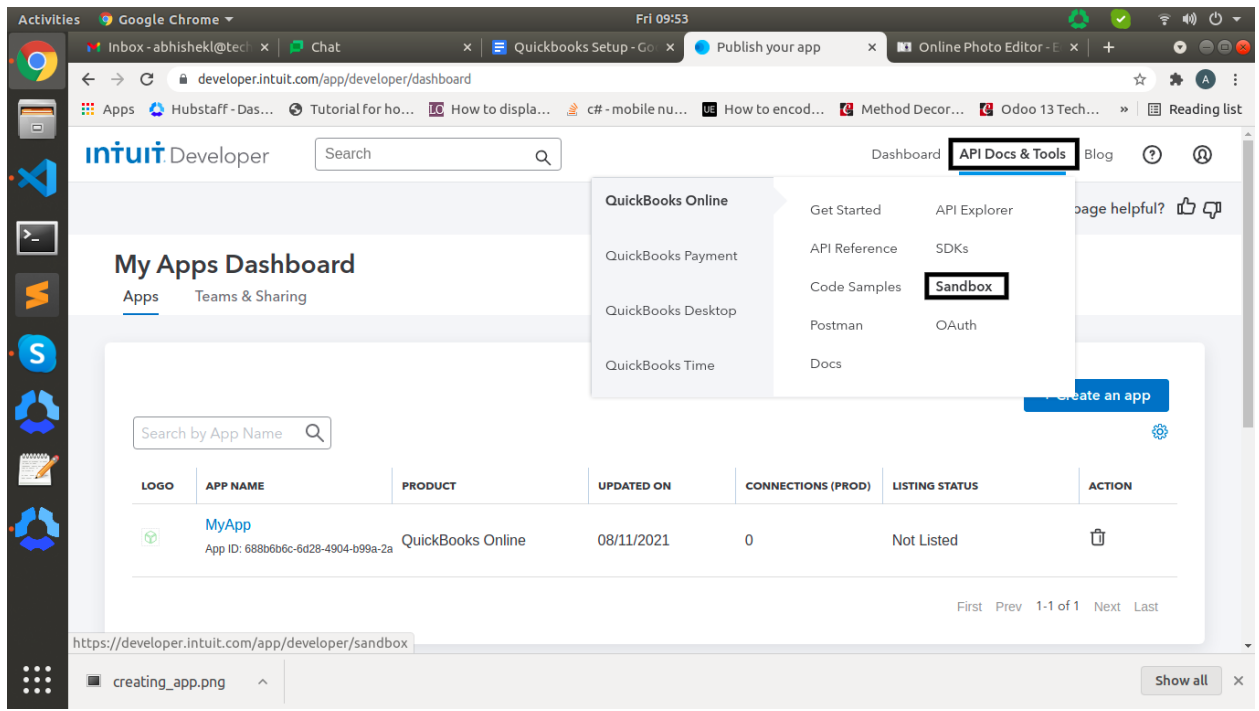 Activities Google Chrome Fri 09:53
Inbox - abhishekl@tech Chat Quickbooks Setup - Go Publish your app Online Photo Editor - E
developer.intuit.com/app/developer/dashboard A
Apps Hubstaff - Das... Tutorial for ho... How to displa... c# - mobile nu... UE How to encod... Method Decor... Odoo 13 Tech... » Reading list
INTUIT Developer Search Dashboard API Docs & Tools Blog ?
QuickBooks Online Get Started API Explorer page helpful?
QuickBooks Payment API Reference SDKs
My Apps Dashboard
Code Samples Sandbox
Apps Teams & Sharing
QuickBooks Desktop Postman OAuth
QuickBooks Time Docs
Create an app
Search by App Name
LOGO APP NAME PRODUCT UPDATED ON CONNECTIONS (PROD) LISTING STATUS ACTION
MyApp
App ID: 688b6b6c-6d28-4904-b99a-2a QuickBooks Online 08/11/2021 0 Not Listed
First Prev 1-1 of 1 Next Last
https://developer.intuit.com/app/developer/sandbox
creating_app.png Show all